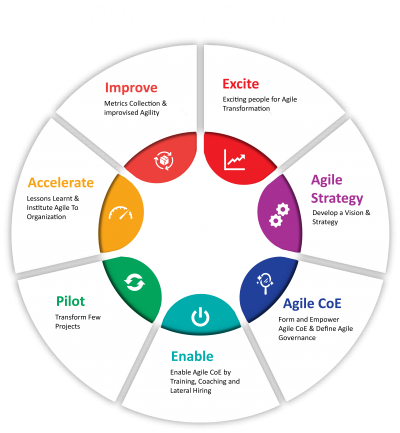 Improve
Metrics Collection &
improvised Agility
Excite
Exciting people for Agile
Transformation
Agile
Strategy
Develop a Vision &
Strategy
Agile CoE
Form and Empower
Agile CoE & Define Agile
Governance
Enable
Enable Agile CoE by
Training, Coaching and
Lateral Hiring
Pilot
Transform Few
Projects
Accelerate
Lessons Learnt &
Institute Agile To
Organization